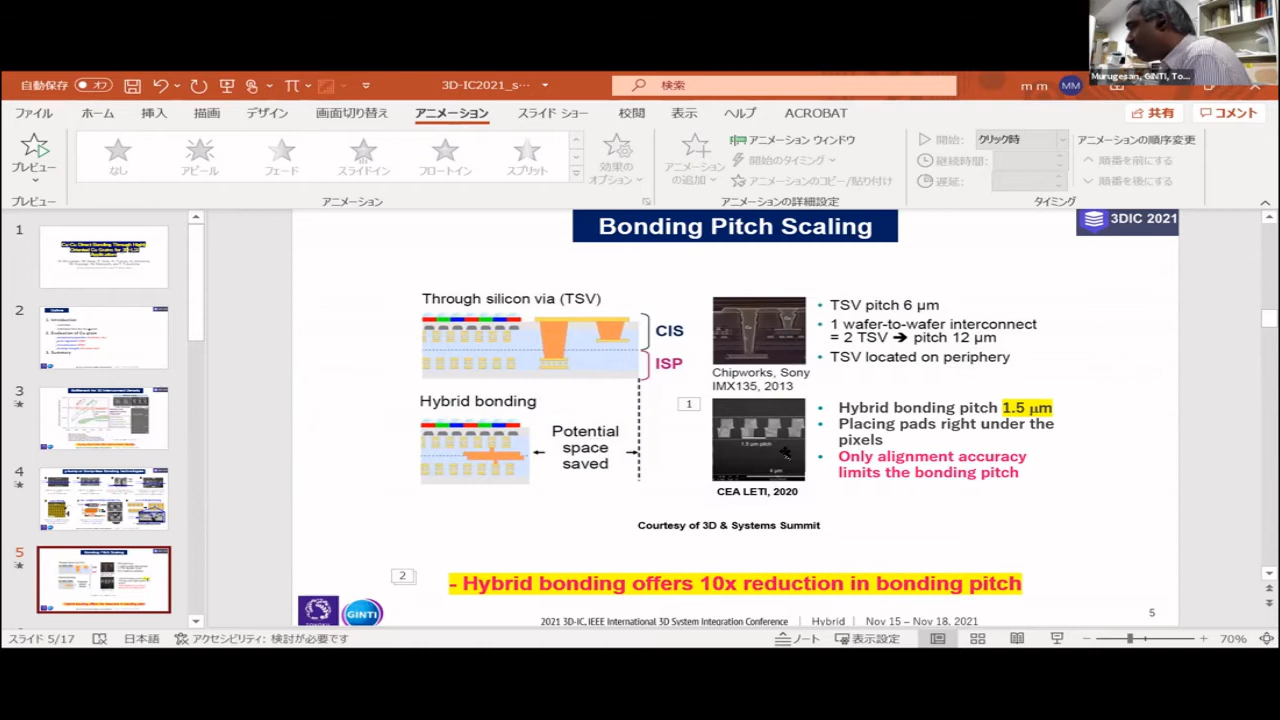 Murugesan, GINTI, To...
自動保存 オフ
3D-IC2021_s…
検索
m m
MM
ファイル ホーム 挿入 描画 デザイン 画面切り替え アニメーション スライド ショー 校閲 表示 ヘルプ ACROBAT
共有 コメント
プレビュー
なし アピール フェード スライドイン フロートイン スプリット
効果の
オプション
アニメーション
の追加
アニメーション ウィンドウ
開始のタイミング
アニメーションのコピー/貼り付け
開始: クリック時
継続時間:
遅延:
アニメーションの順序変更
順番を前にする
順番を後にする
プレビュー アニメーション アニメーションの詳細設定 タイミング
1
2
3
4
5
Bonding Pitch Scaling
3DIC 2021
Through silicon via (TSV)
CIS
ISP
Chipworks, Sony
IMX135, 2013
• TSV pitch 6 μm
• 1 wafer-to-wafer interconnect
= 2 TSV ➔ pitch 12 μm
• TSV located on periphery
Hybrid bonding
Potential
space
saved
1
1.5 μm pitch
4 μm
CEA LETI, 2020
• Hybrid bonding pitch 1.5 μm
• Placing pads right under the
pixels
• Only alignment accuracy
limits the bonding pitch
Courtesy of 3D & Systems Summit
2
- Hybrid bonding offers 10x reduction in bonding pitch
GINTI
2021 3D-IC, IEEE International 3D System Integration Conference | Hybrid | Nov 15 – Nov 18, 2021
5
スライド 5/17 日本語 アクセシビリティ: 検討が必要です
ノート 表示設定 70%